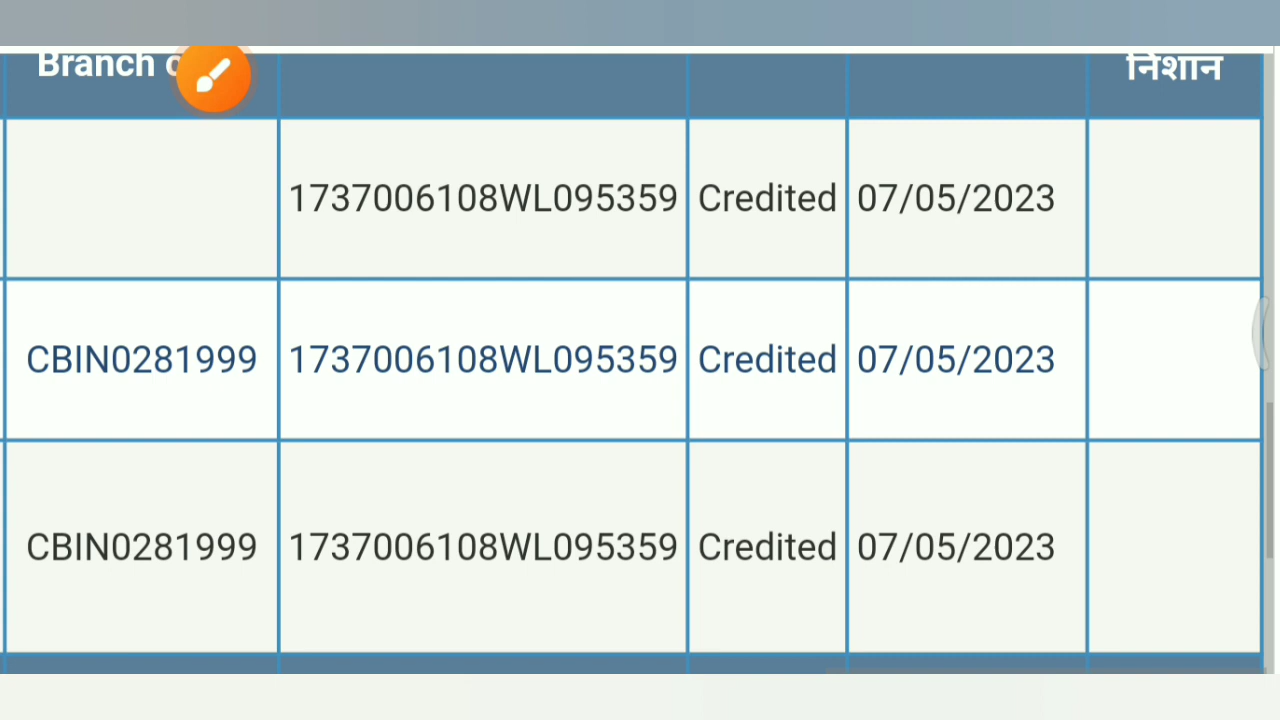 Branch
निशान
1737006108WL095359 Credited 07/05/2023
CBIN0281999 1737006108WL095359 Credited 07/05/2023
CBIN0281999 1737006108WL095359 Credited 07/05/2023